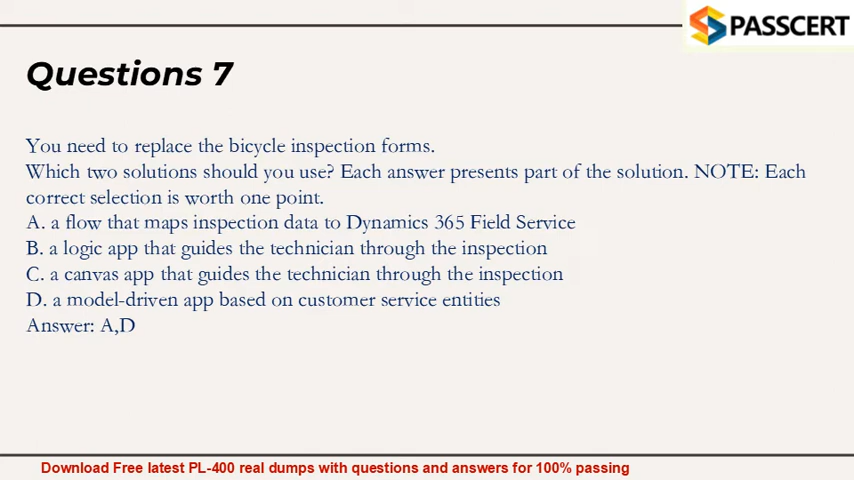 PASSCERT
Questions 7
You need to replace the bicycle inspection forms.
Which two solutions should you use? Each answer presents part of the solution. NOTE: Each
correct selection is worth one point.
A. a flow that maps inspection data to Dynamics 365 Field Service
B. a logic app that guides the technician through the inspection
C. a canvas app that guides the technician through the inspection
D. a model-driven app based on customer service entities
Answer: A,D
Download Free latest PL-400 real dumps with questions and answers for 100% passing